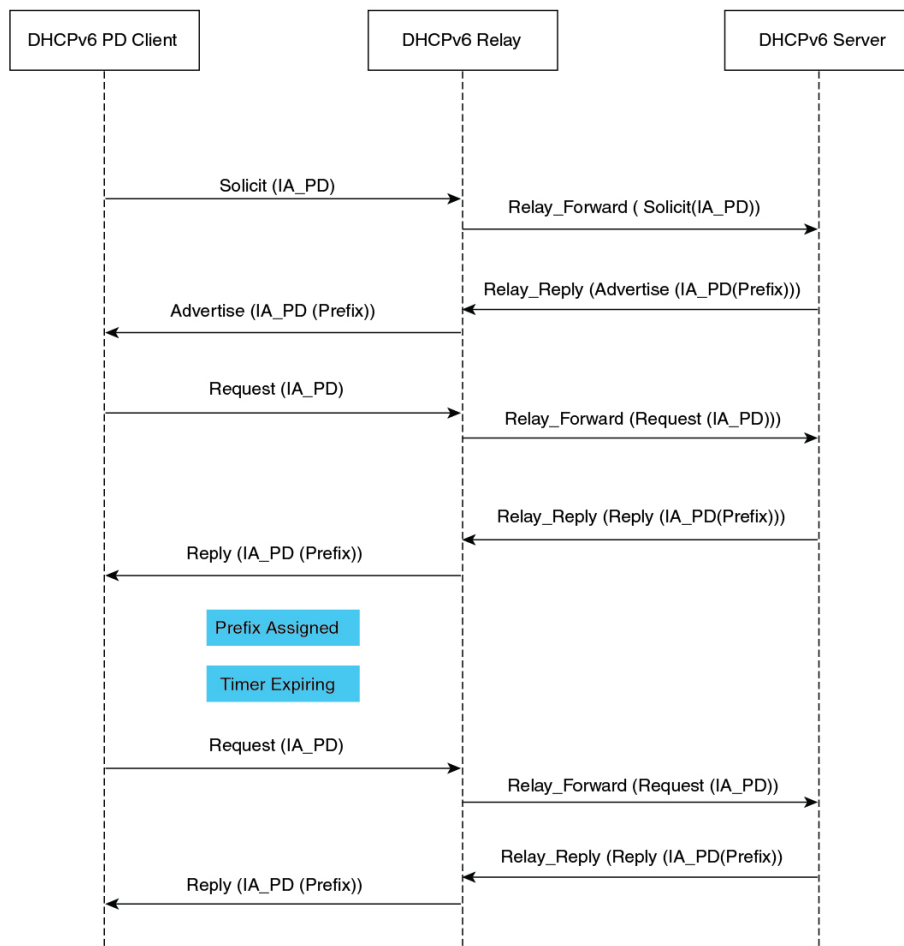 DHCPv6 PD Client
DHCPv6 Relay
DHCPv6 Server
Solicit (IA_PD)
Relay_Forward ( Solicit(IA_PD))
Relay_Reply (Advertise (IA_PD(Prefix)))
Advertise (IA_PD (Prefix))
Request (IA_PD)
Relay_Forward (Request (IA_PD)))
Relay_Reply (Reply (IA_PD(Prefix)))
Reply (IA_PD (Prefix))
Prefix Assigned
Timer Expiring
Request (IA_PD)
Relay_Forward (Request (IA_PD))
Relay_Reply (Reply (IA_PD(Prefix))
Reply (IA_PD (Prefix))